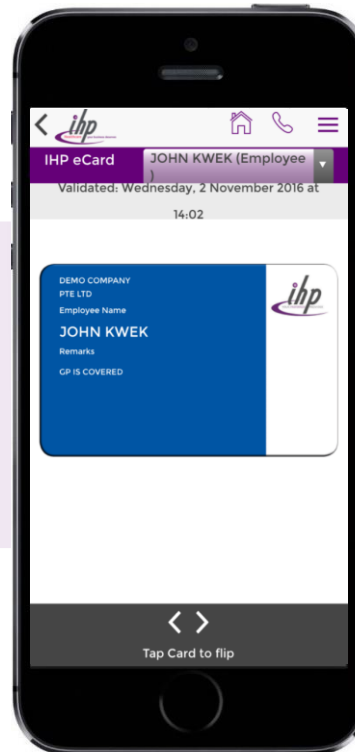 ihp
IHP eCard
JOHN KWEK (Employee
)
Validated: Wednesday, 2 November 2016 at
14:02
DEMO COMPANY
PTE LTD
ihp
Employee Name
JOHN KWEK
Remarks
GP IS COVERED
Tap Card to flip